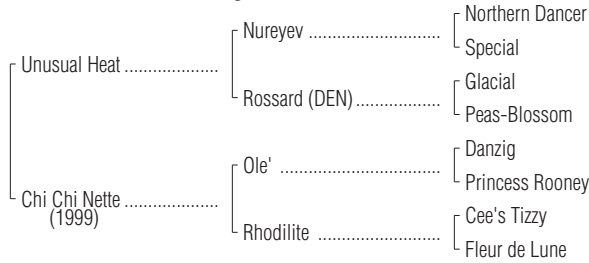 Northern Dancer
Nureyev ............................
Special
Unusual Heat ....................
Glacial
Rossard (DEN) ..................
Peas-Blossom
Danzig
Ole' ..................................
Princess Rooney
Chi Chi Nette ....................
(1999)
Cee's Tizzy
Rhodilite ..........................
Fleur de Lune